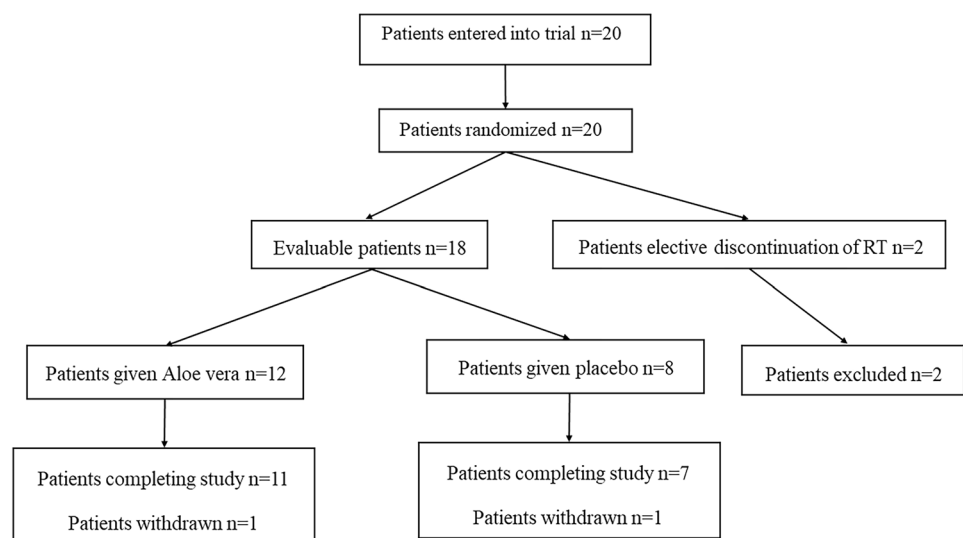 Patients entered into trial n=20
Patients randomized n=20
Evaluable patients n=18
Patients elective discontinuation of RT n=2
Patients given Aloe vera n=12
Patients given placebo n=8
Patients excluded n=2
Patients completing study n=11
Patients withdrawn n=1
Patients completing study n=7
Patients withdrawn n=1